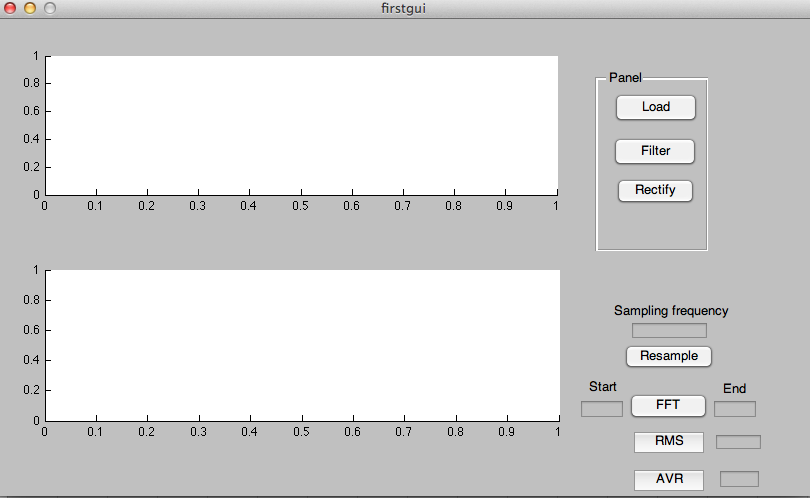 firstgui
1
0.8
0.6
0.4
0.2
0
0 0.1 0.2 0.3 0.4 0.5 0.6 0.7 0.8 0.9 1
Panel
Load
Filter
Rectify
1
0.8
0.6
0.4
0.2
0
0 0.1 0.2 0.3 0.4 0.5 0.6 0.7 0.8 0.9 1
Sampling frequency
Resample
Start FFT End
RMS
AVR